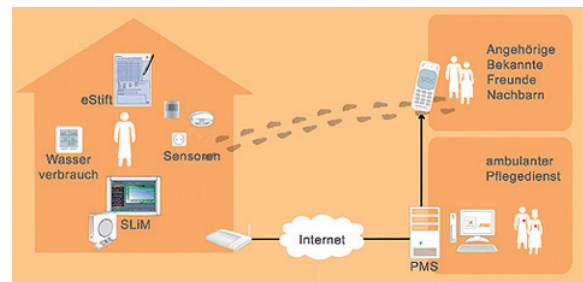 eStift
Wasser
verbrauch
Sensoren
SLiM
Internet
PMS
Angehörige
Bekannte
Freunde
Nachbarn
ambulanter
Pflegedienst